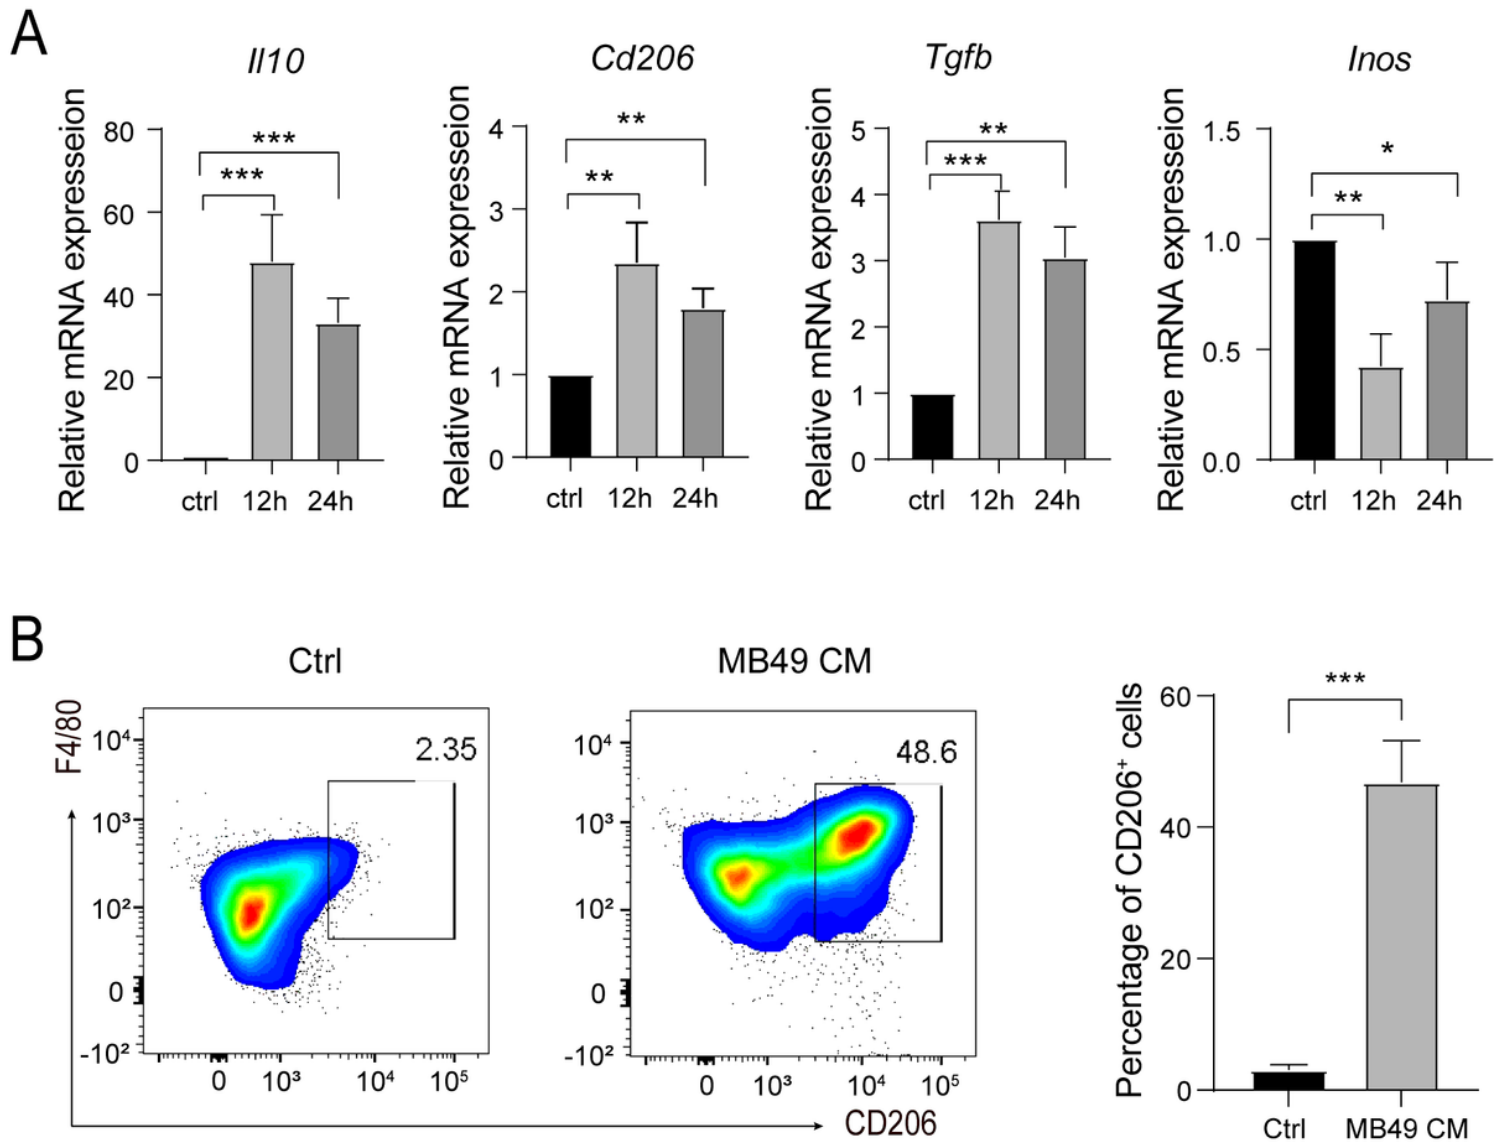 A
Il10
Cd206
Tgfb
Inos
Relative mRNA expresseion
80
60
40
20
0
***
***
ctrl 12h 24h
Relative mRNA expresseion
4
3
2
1
0
**
**
ctrl 12h 24h
Relative mRNA expresseion
5
4
3
2
1
0
**
***
ctrl 12h 24h
Relative mRNA expresseion
1.5
1.0
0.5
0.0
*
**
ctrl 12h 24h
B
Ctrl
F4/80
10⁴
10³
10²
0
-10²
2.35
0 10³ 10⁴ 10⁵
MB49 CM
10⁴
10³
10²
0
-10²
48.6
0 10³ 10⁴ 10⁵
CD206
Percentage of CD206⁺ cells
60
40
20
0
***
Ctrl MB49 CM